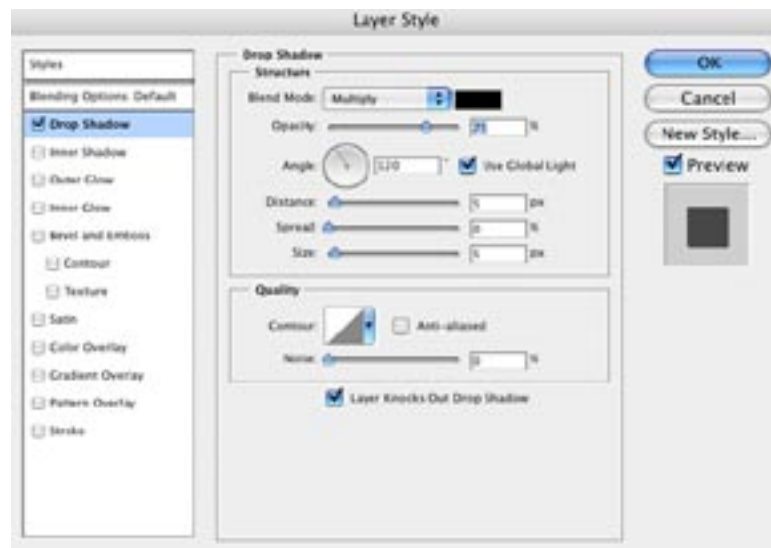 Layer Style
Styles
Blending Options: Default
Drop Shadow
Inner Shadow
Outer Glow
Inner Glow
Bevel and Emboss
Contour
Texture
Satin
Color Overlay
Gradient Overlay
Pattern Overlay
Stroke
Drop Shadow
Structure
Blend Mode: Multiply
Opacity: %
Angle: 120 ° Use Global Light
Distance: 5 px
Spread: 0 %
Size: 5 px
Quality
Contour: Anti-aliased
Noise: 0 %
Layer Knocks Out Drop Shadow
OK
Cancel
New Style...
Preview